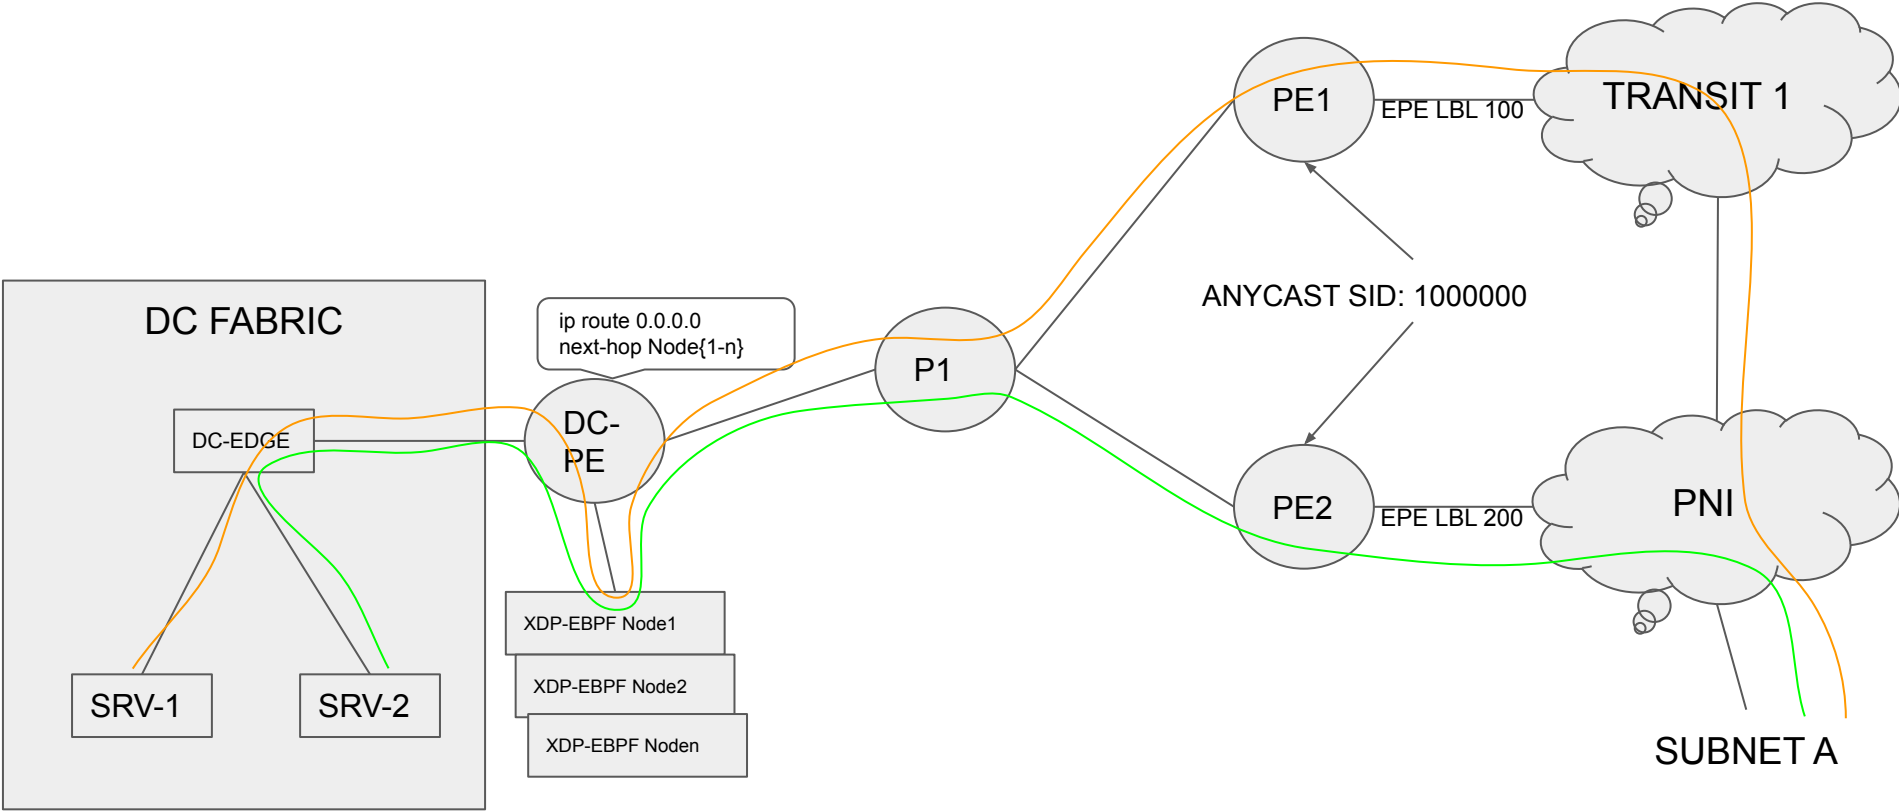 TRANSIT 1
PE1
EPE LBL 100
ANYCAST SID: 1000000
DC FABRIC
ip route 0.0.0.0
next-hop Node{1-n}
P1
DC-EDGE
DC-
PE
PE2
EPE LBL 200
PNI
XDP-EBPF Node1
XDP-EBPF Node2
XDP-EBPF Noden
SRV-1
SRV-2
SUBNET A